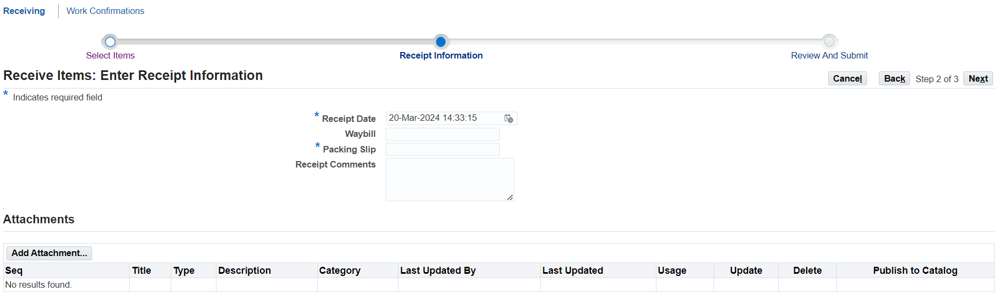 Receiving Work Confirmations
Select Items Receipt Information Review And Submit
Receive Items: Enter Receipt Information Cancel Back Step 2 of 3 Next
* Indicates required field
* Receipt Date 20-Mar-2024 14:33:15
Waybill
* Packing Slip
Receipt Comments
Attachments
Add Attachment...
Seq Title Type Description Category Last Updated By Last Updated Usage Update Delete Publish to Catalog
No results found.